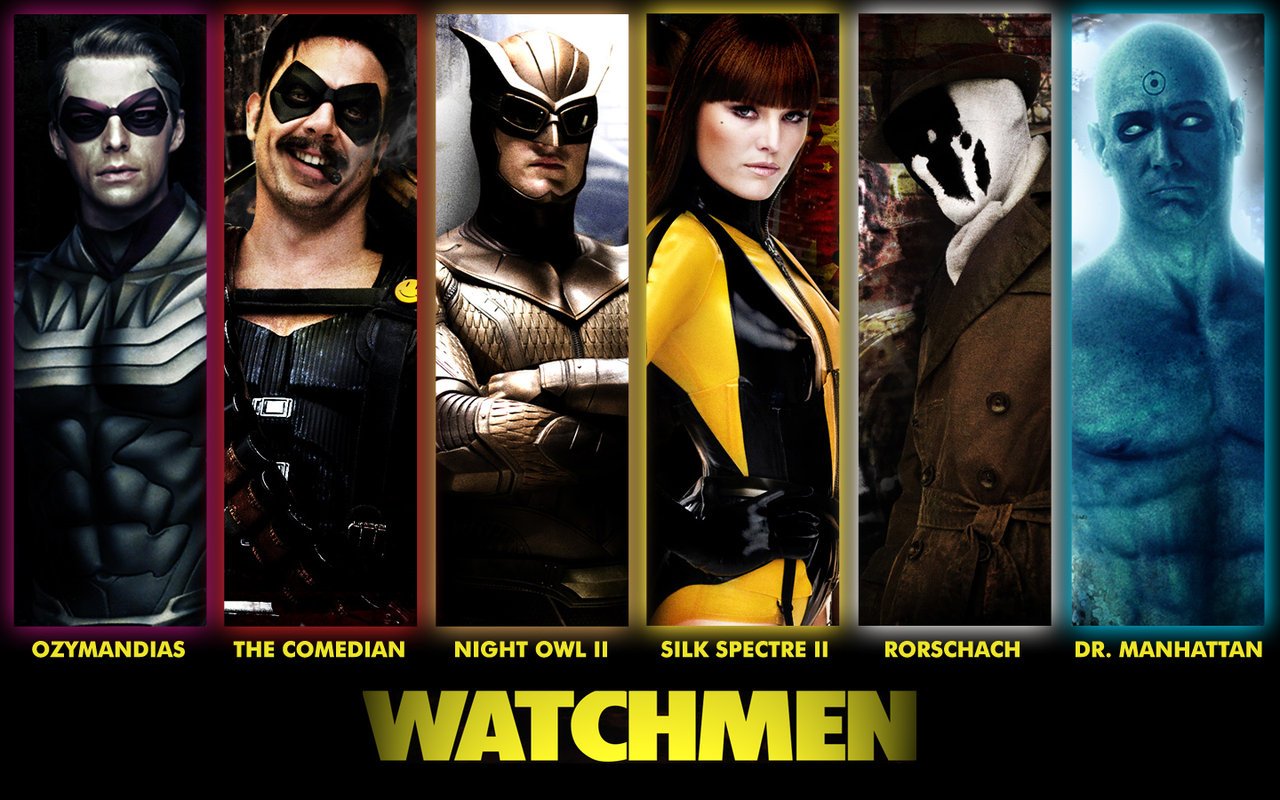 OZYMANDIAS
THE COMEDIAN
NIGHT OWL II
SILK SPECTRE II
RORSCHACH
DR. MANHATTAN
WATCHMEN